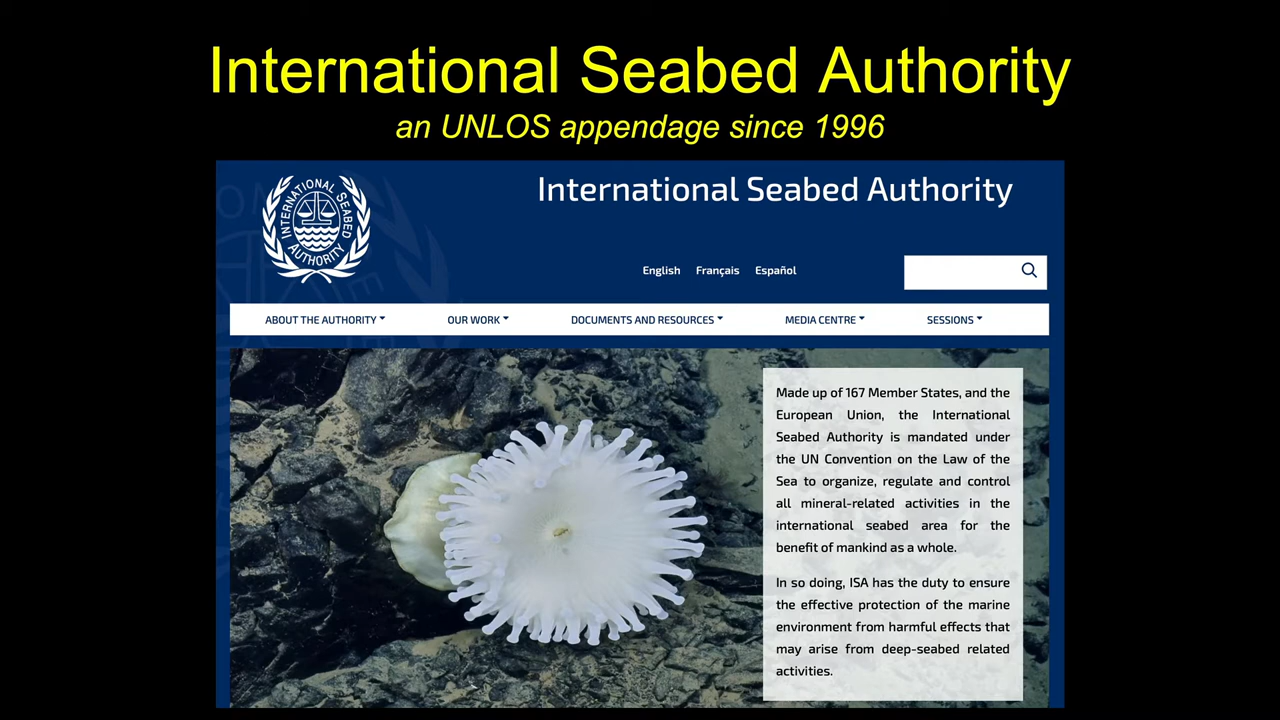 International Seabed Authority
an UNLOS appendage since 1996
INTERNATIONAL SEABED AUTHORITY
International Seabed Authority
English Français Español
ABOUT THE AUTHORITY OUR WORK DOCUMENTS AND RESOURCES MEDIA CENTRE SESSIONS
Made up of 167 Member States, and the
European Union, the International
Seabed Authority is mandated under
the UN Convention on the Law of the
Sea to organize, regulate and control
all mineral-related activities in the
international seabed area for the
benefit of mankind as a whole.
In so doing, ISA has the duty to ensure
the effective protection of the marine
environment from harmful effects that
may arise from deep-seabed related
activities.